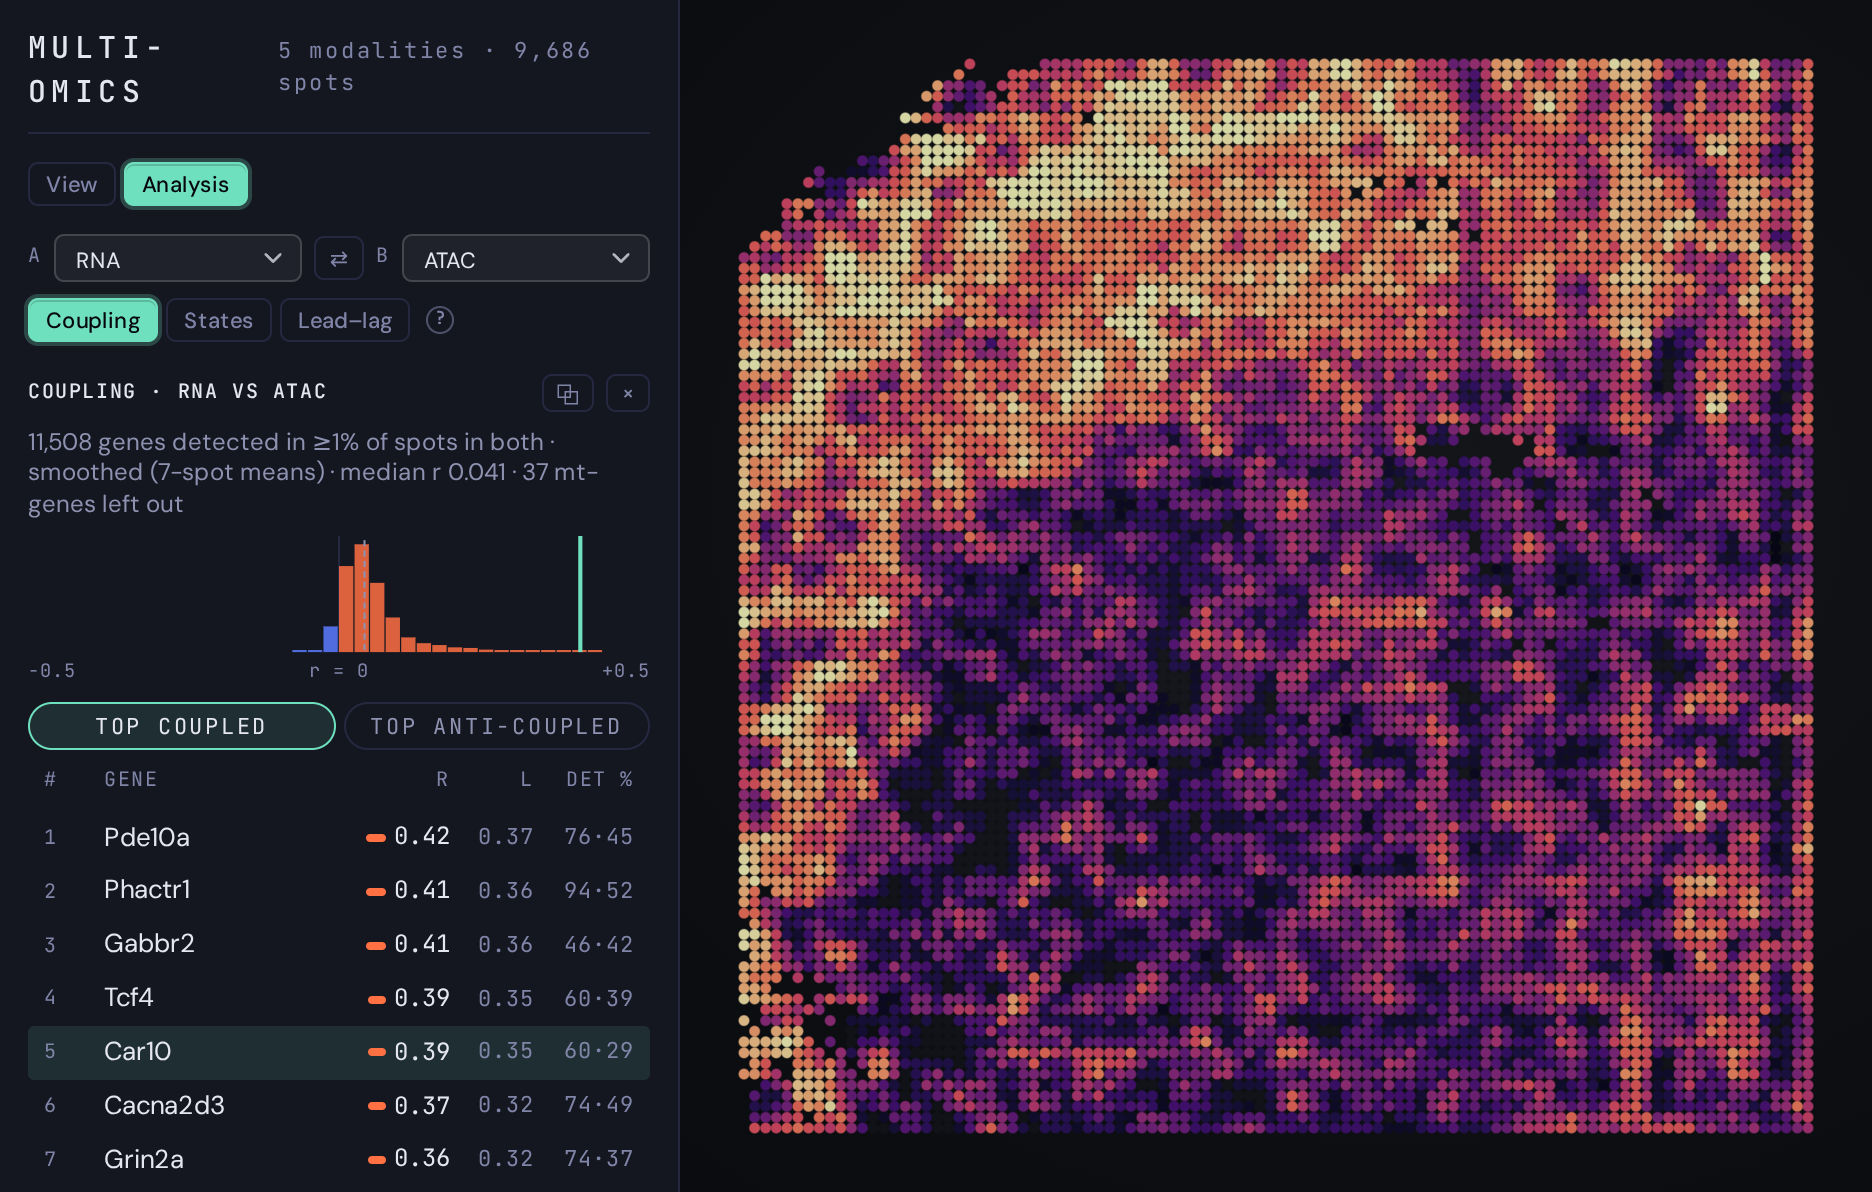 MULTI-
OMICS
5 modalities · 9,686
spots
View
Analysis
A
RNA
⇄
B
ATAC
Coupling
States
Lead–lag
?
COUPLING · RNA VS ATAC
×
11,508 genes detected in ≥1% of spots in both ·
smoothed (7-spot means) · median r 0.041 · 37 mt-
genes left out
-0.5
r = 0
+0.5
TOP COUPLED
TOP ANTI-COUPLED
# GENE R L DET %
1 Pde10a 0.42 0.37 76·45
2 Phactr1 0.41 0.36 94·52
3 Gabbr2 0.41 0.36 46·42
4 Tcf4 0.39 0.35 60·39
5 Car10 0.39 0.35 60·29
6 Cacna2d3 0.37 0.32 74·49
7 Grin2a 0.36 0.32 74·37